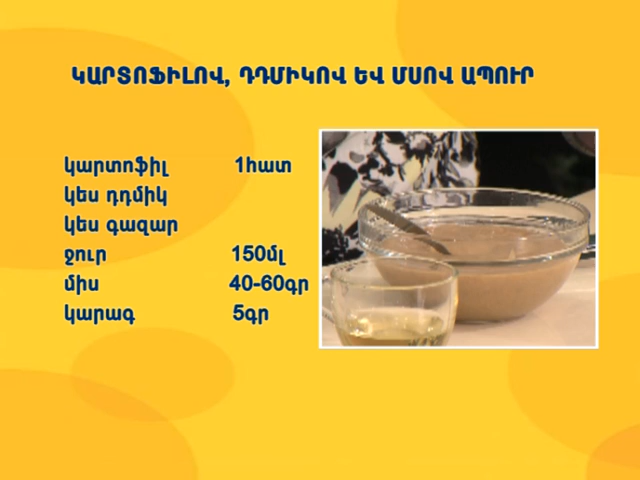 ԿԱՐՏՈՖԻԼՈՎ, ԴԴՄԻԿՈՎ ԵՎ ՄՍՈՎ ԱՊՈՒՐ
կարտոֆիլ 1հատ
կես դդմիկ
կես գազար
ջուր 150մլ
միս 40-60գր
կարագ 5գր